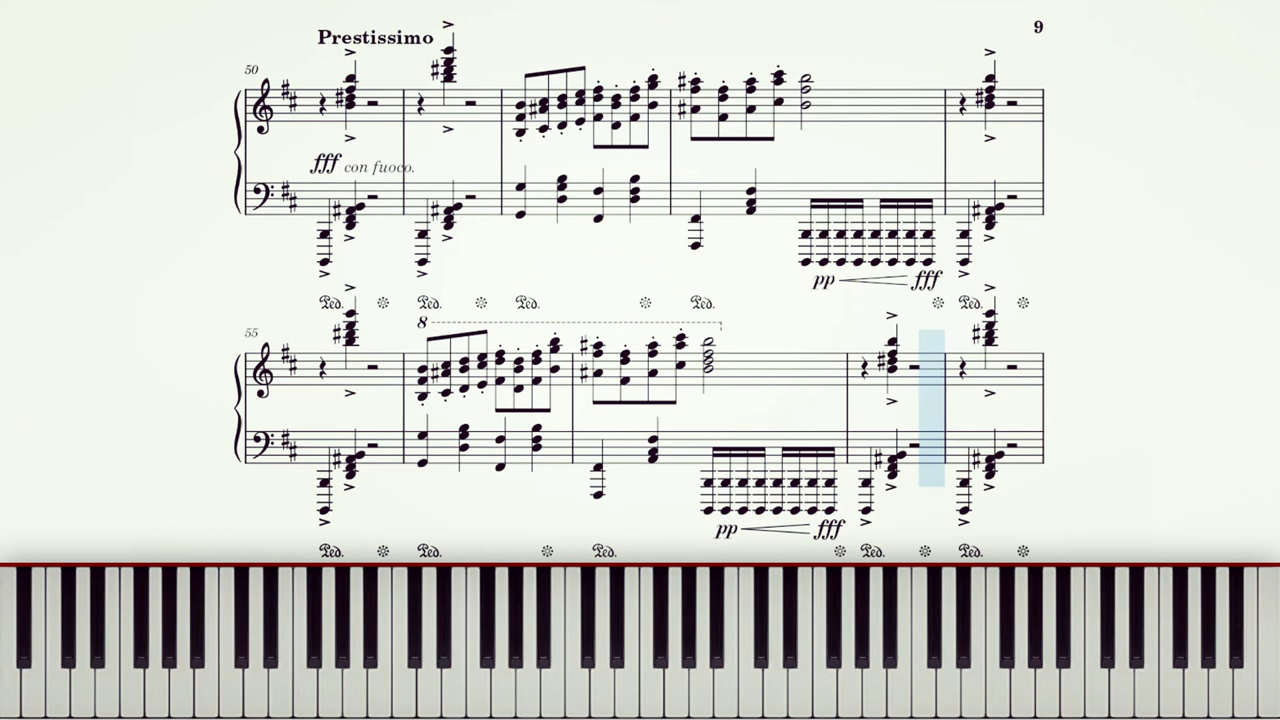 9
Prestissimo
50
fff con fuoco.
pp fff
Ped. Ped. Ped. Ped. Ped.
55
8
pp fff
Ped. Ped. Ped. Ped. Ped.